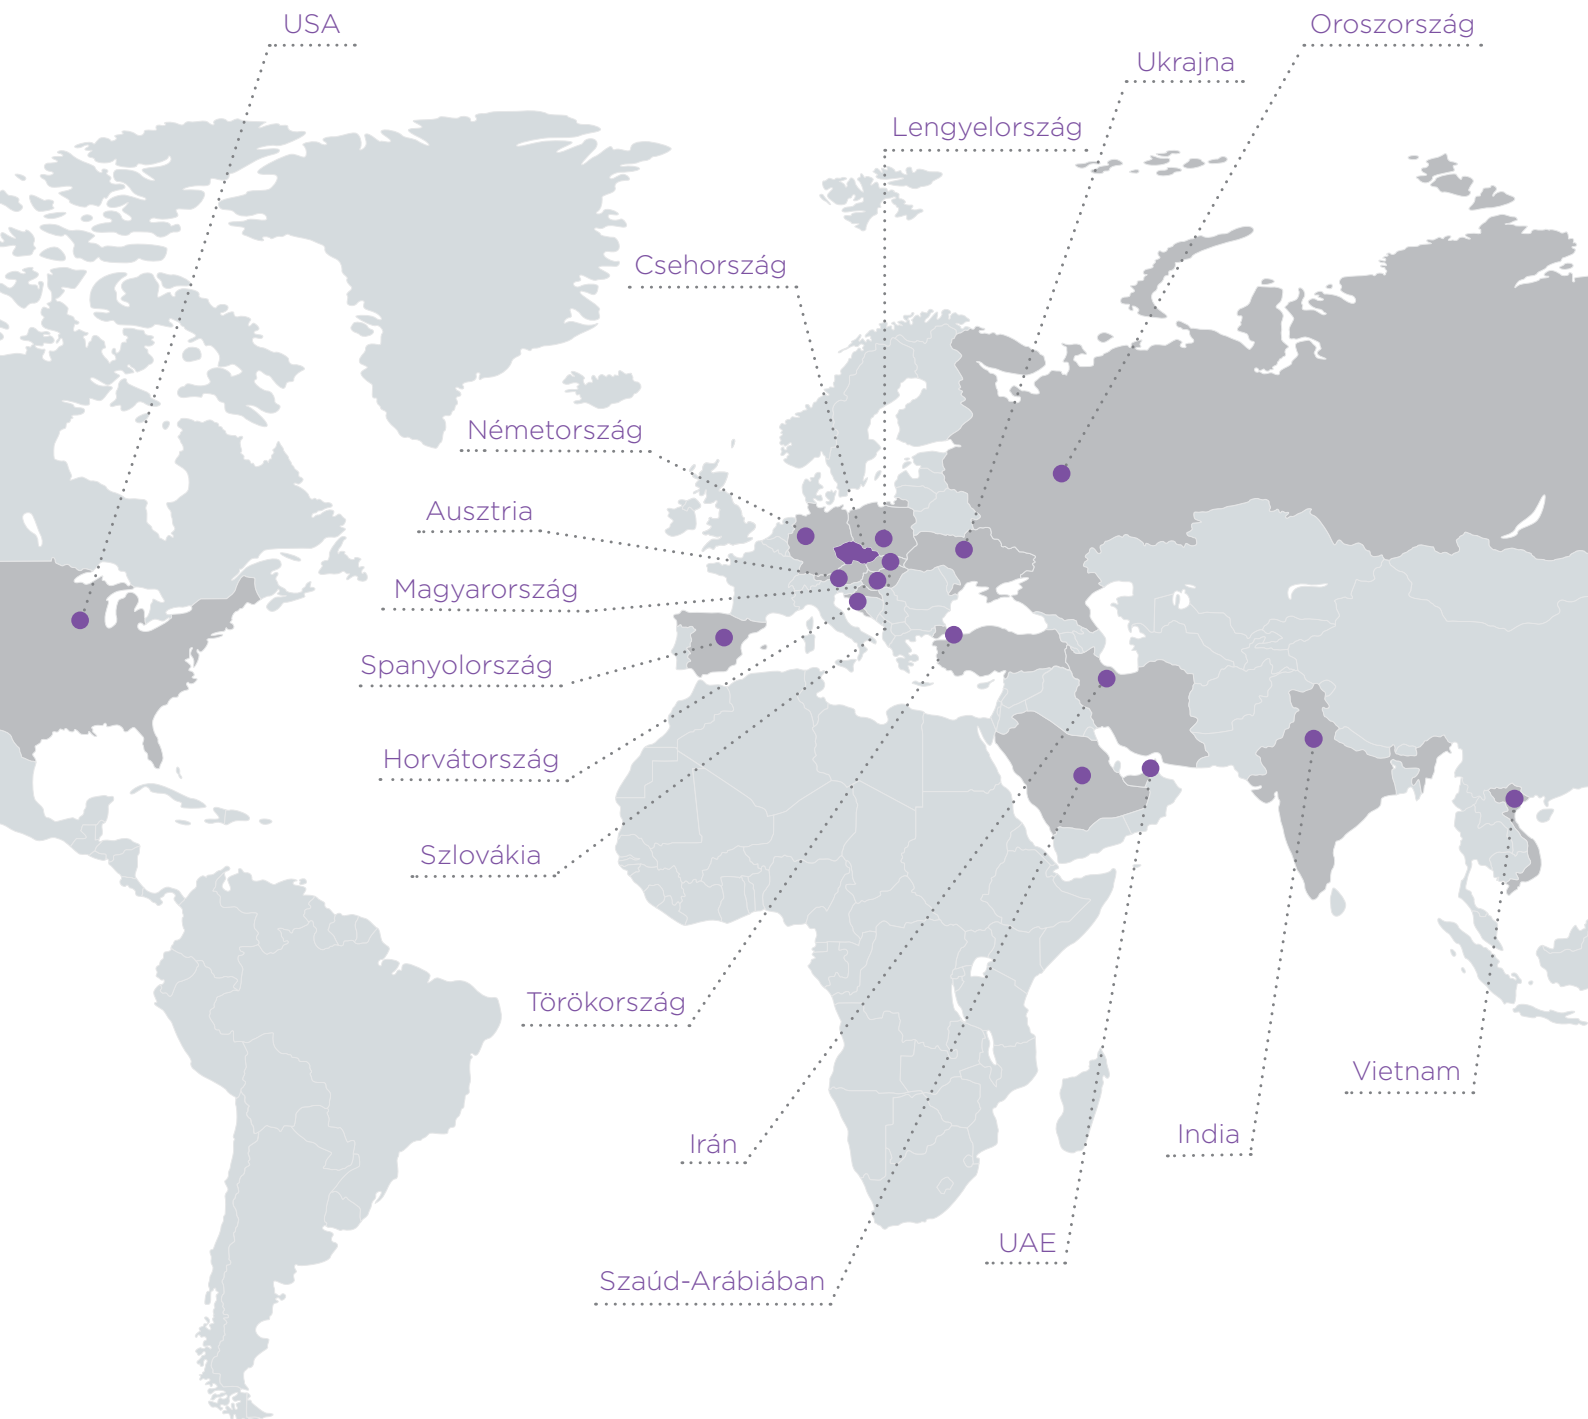 USA
Oroszország
Ukrajna
Lengyelország
Csehország
Németország
Ausztria
Magyarország
Spanyolország
Horvátország
Szlovákia
Törökország
Vietnam
India
Irán
UAE
Szaúd-Arábiában